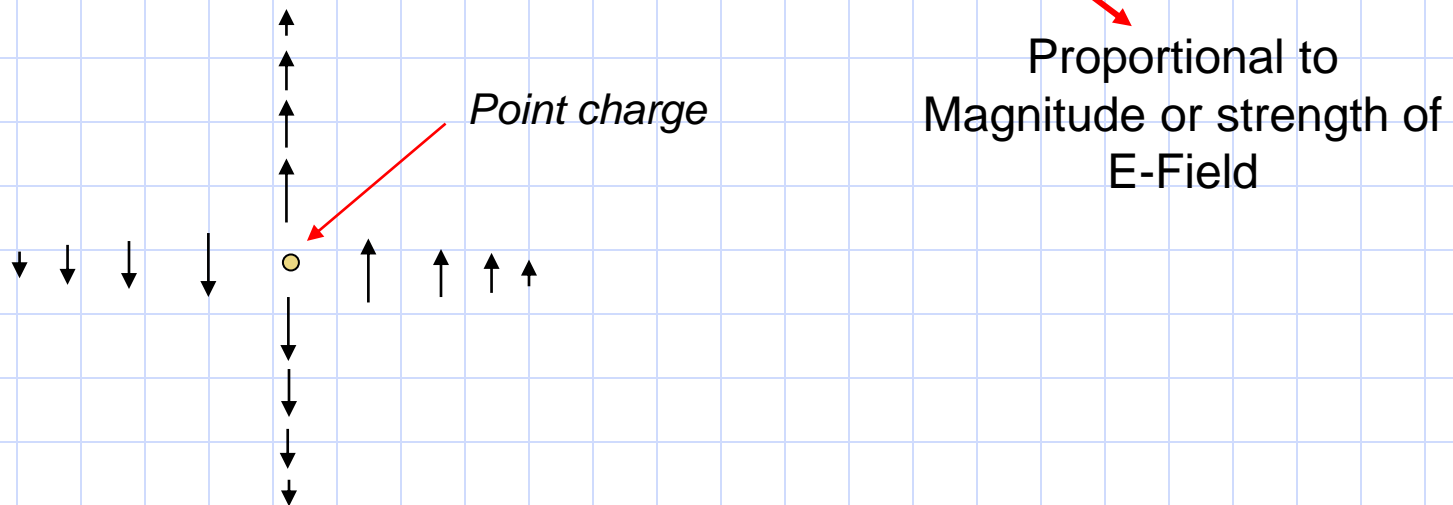 Point charge
Proportional to
Magnitude or strength of
E-Field